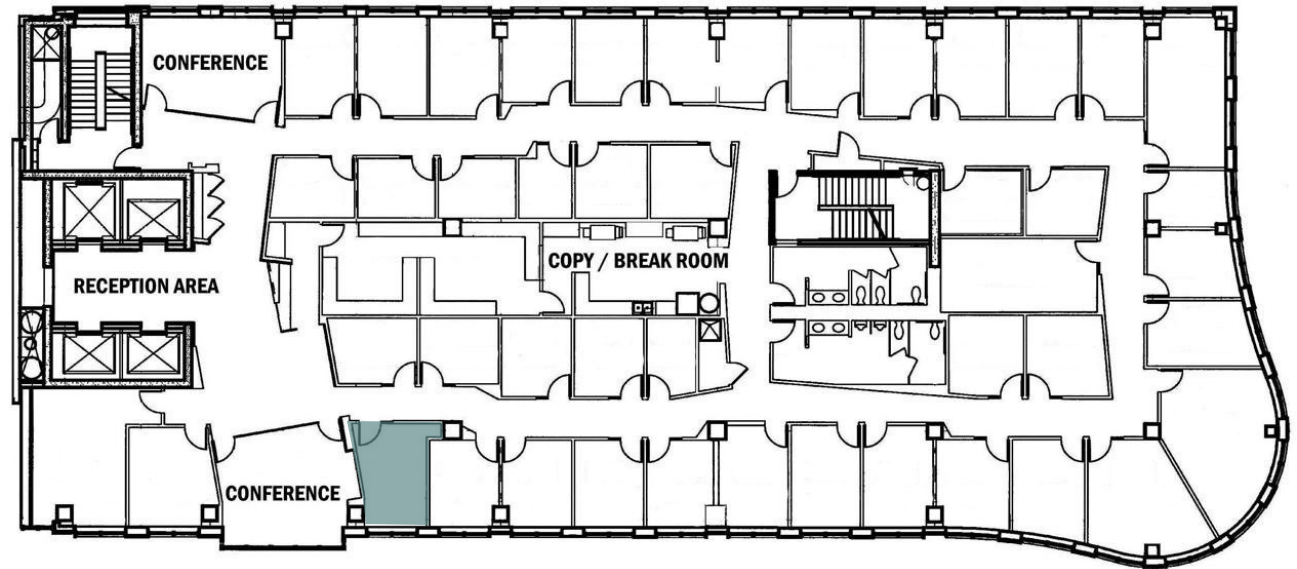 CONFERENCE
COPY / BREAK ROOM
RECEPTION AREA
CONFERENCE